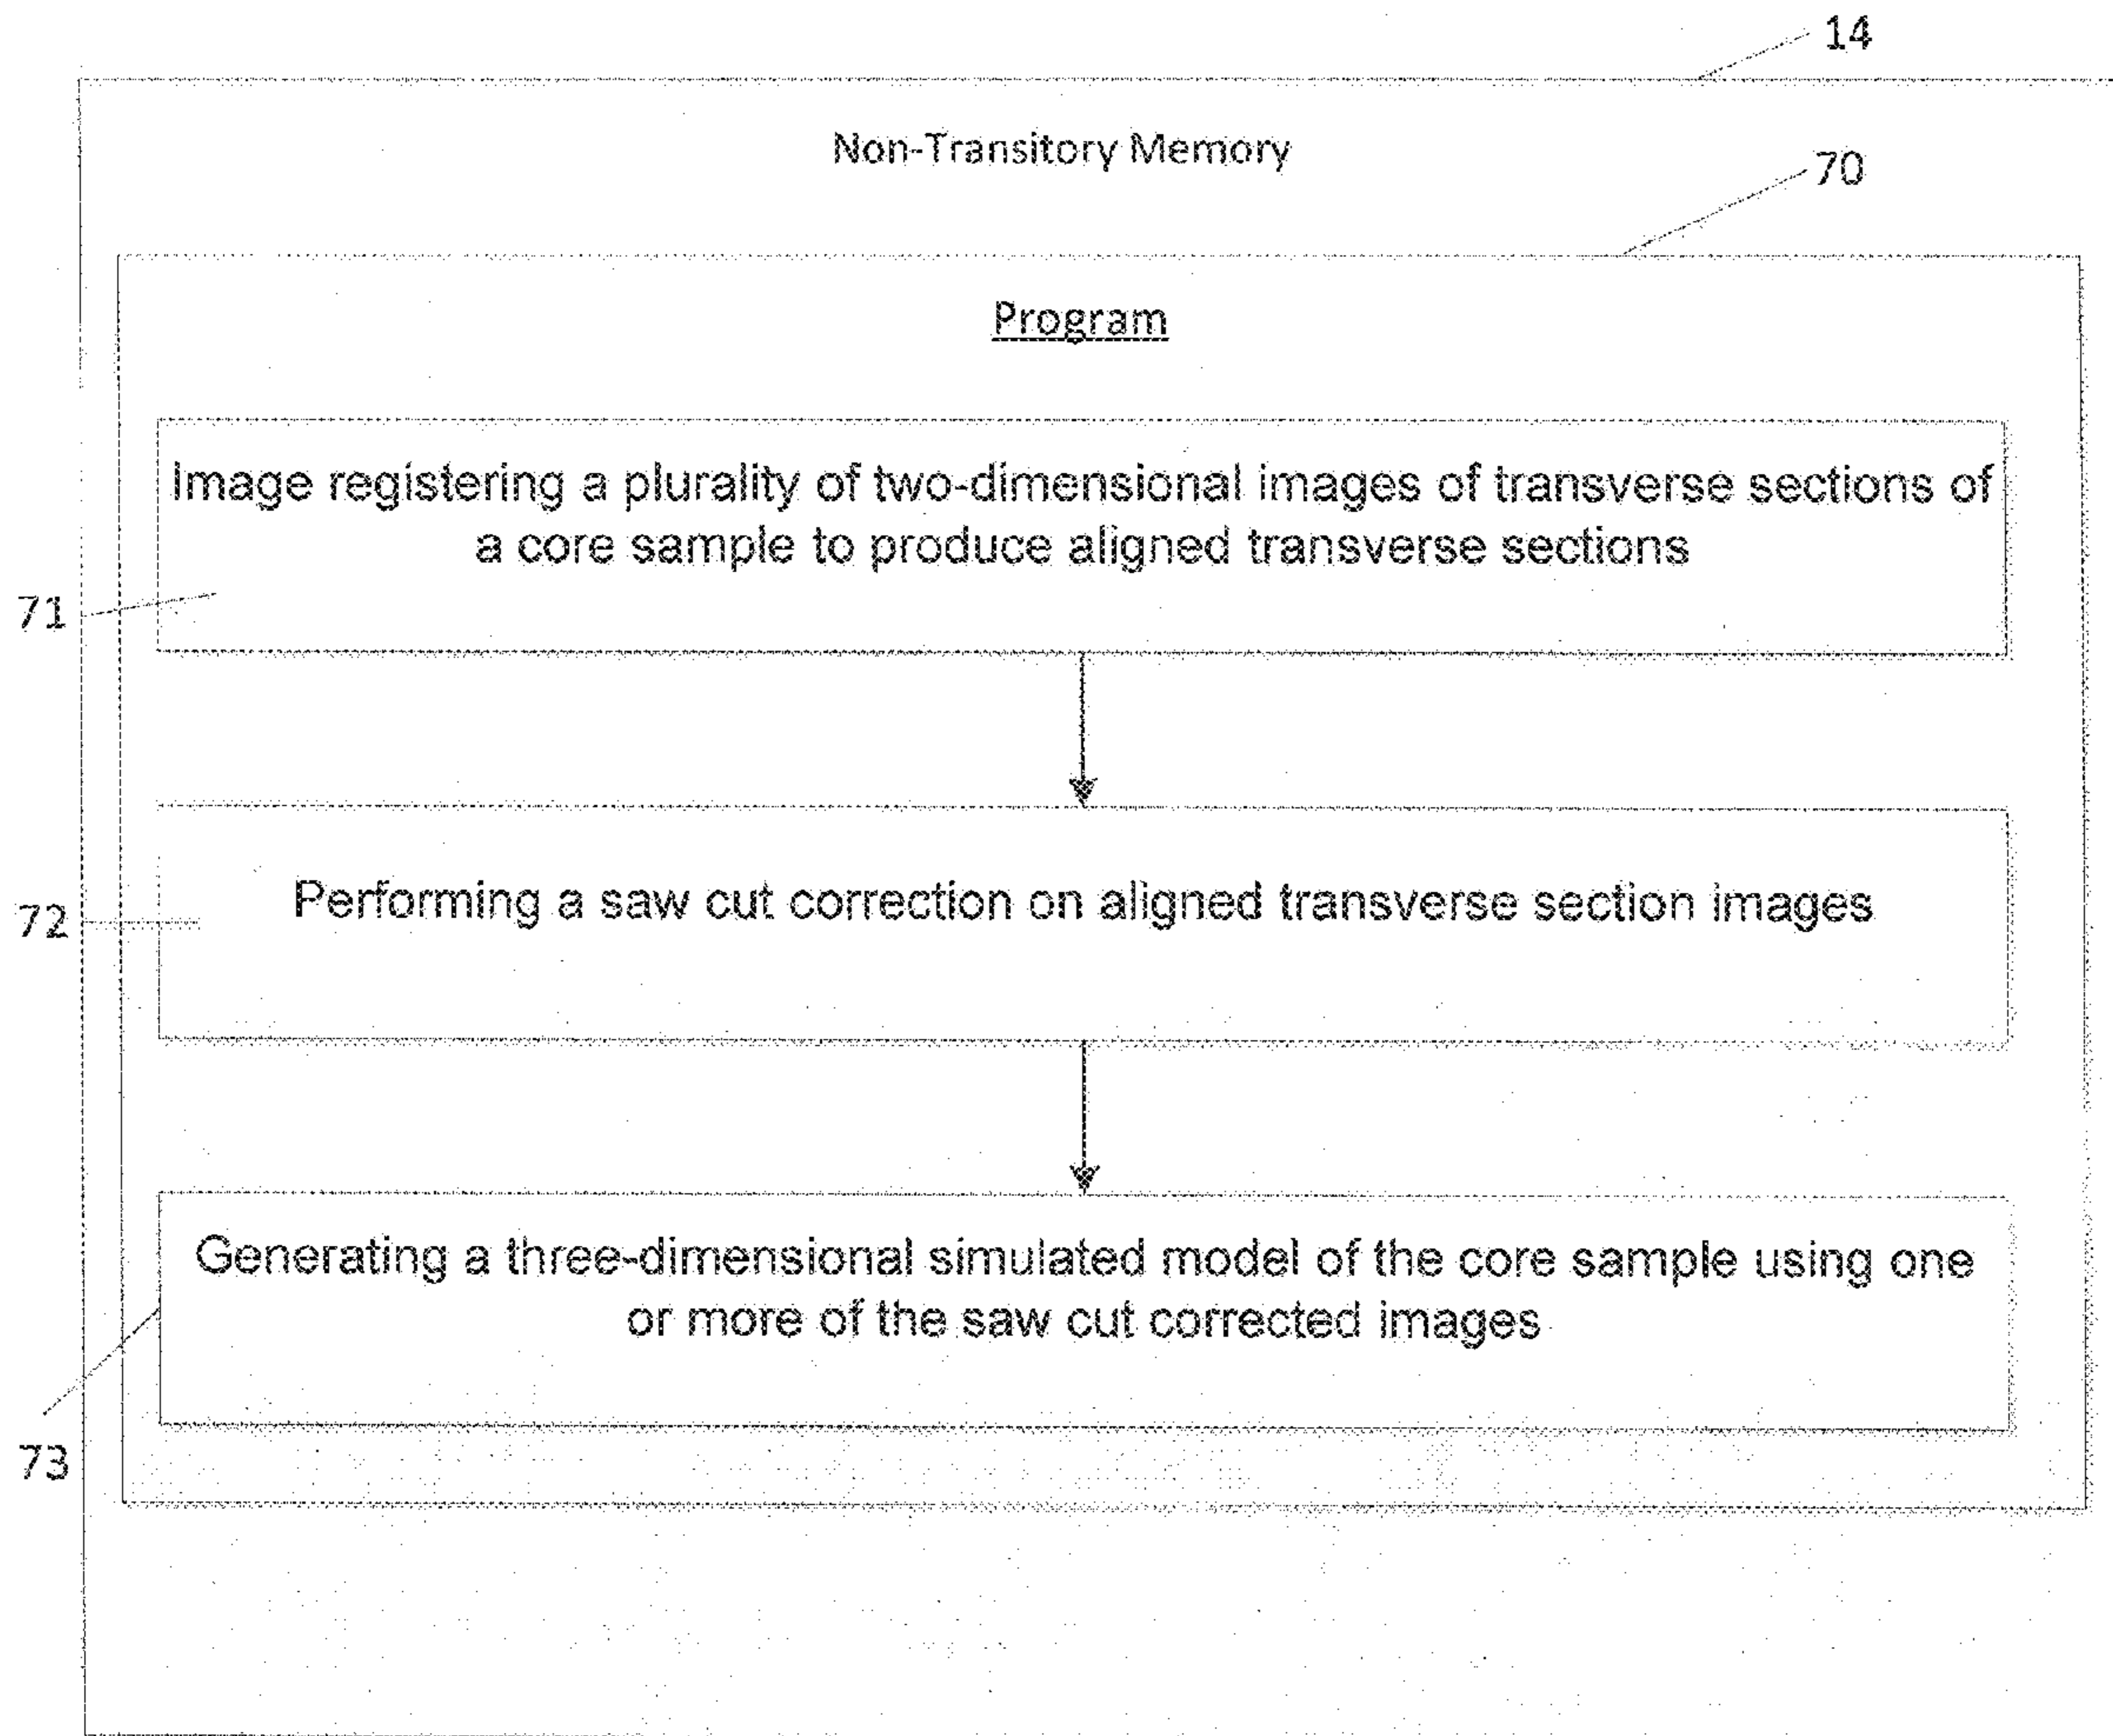 14
Non-Transitory Memory
70
Program
Image registering a plurality of two-dimensional images of transverse sections of
a core sample to produce aligned transverse sections
71
Performing a saw cut correction on aligned transverse section images
72
Generating a three-dimensional simulated model of the core sample using one
or more of the saw cut corrected images
73